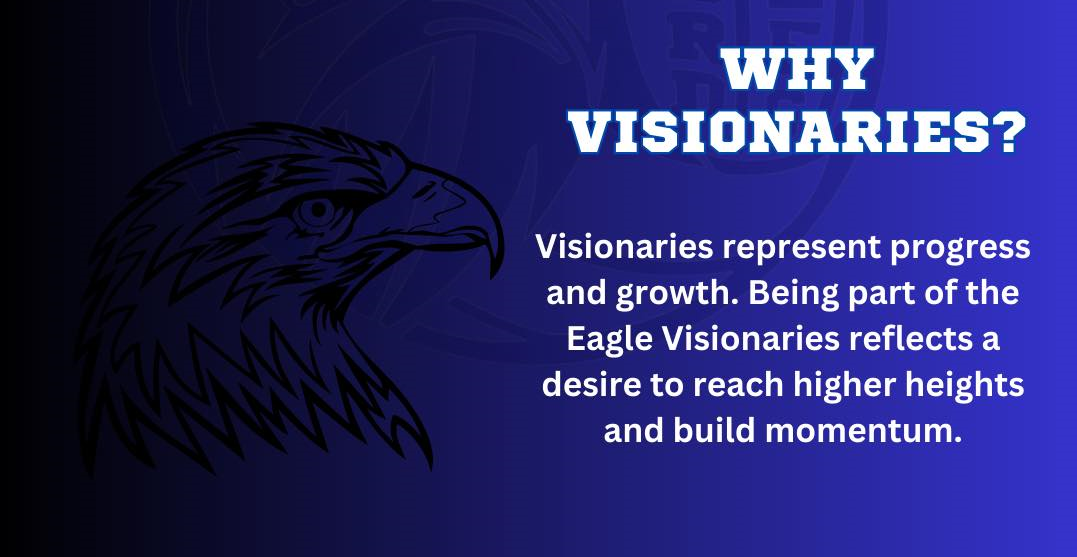 WHY
VISIONARIES?
Visionaries represent progress
and growth. Being part of the
Eagle Visionaries reflects a
desire to reach higher heights
and build momentum.